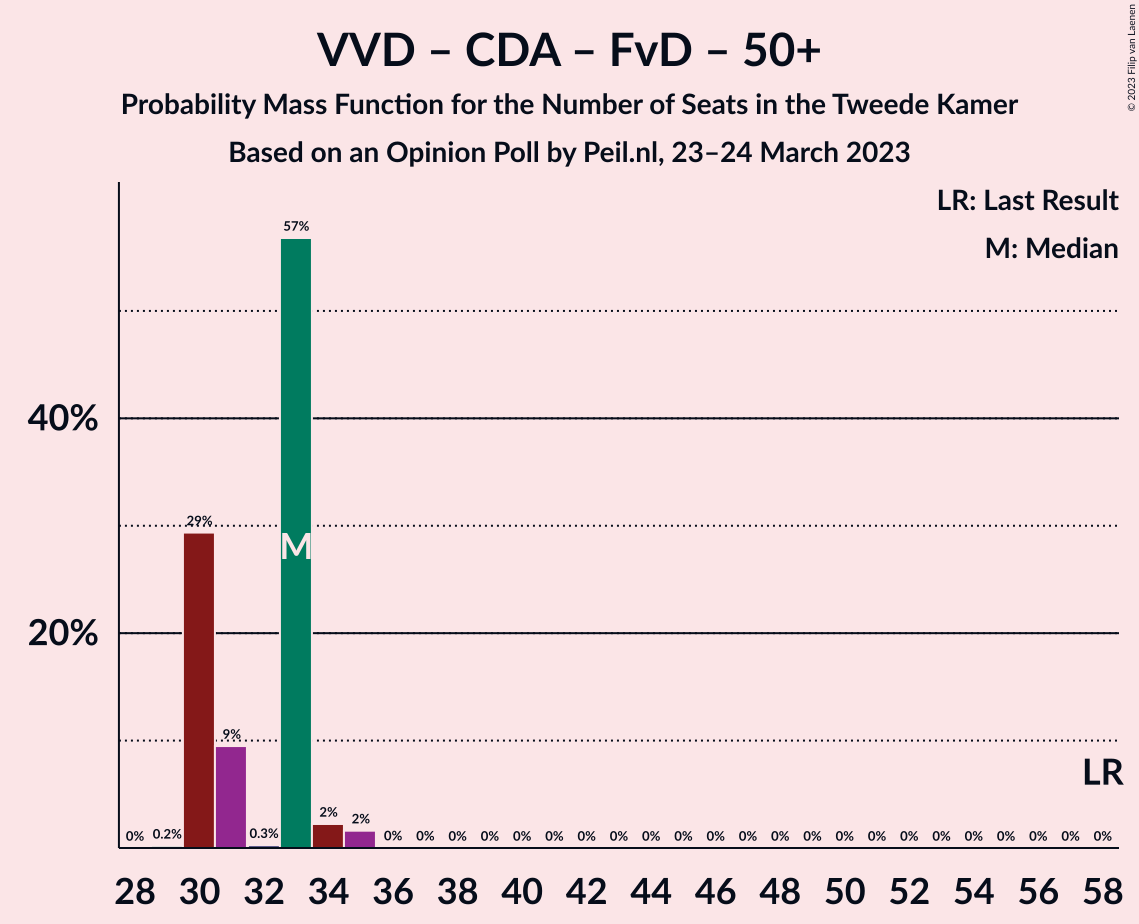 VVD – CDA – FvD – 50+
Probability Mass Function for the Number of Seats in the Tweede Kamer
Based on an Opinion Poll by Peil.nl, 23–24 March 2023
© 2023 Filip van Laenen
LR: Last Result
M: Median
57%
40%
29%
M
20%
9%
LR
0% 0.2% 0.3% 2% 2% 0% 0% 0% 0% 0% 0% 0% 0% 0% 0% 0% 0% 0% 0% 0% 0% 0% 0% 0% 0% 0% 0% 0%
28 30 32 34 36 38 40 42 44 46 48 50 52 54 56 58